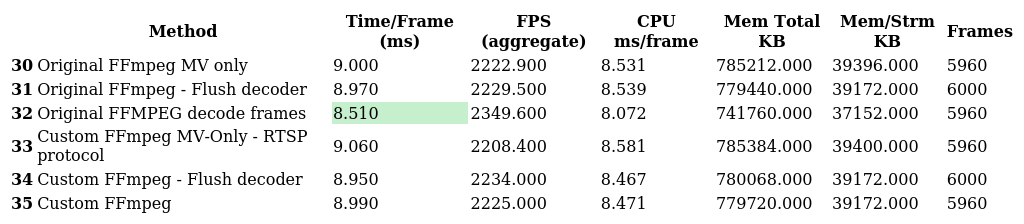 Method Time/Frame (ms) FPS (aggregate) CPU ms/frame Mem Total KB Mem/Strm KB Frames
30 Original FFmpeg MV only 9.000 2222.900 8.531 785212.000 39396.000 5960
31 Original FFmpeg - Flush decoder 8.970 2229.500 8.539 779440.000 39172.000 6000
32 Original FFMPEG decode frames 8.510 2349.600 8.072 741760.000 37152.000 5960
33 Custom FFmpeg MV-Only - RTSP protocol 9.060 2208.400 8.581 785384.000 39400.000 5960
34 Custom FFmpeg - Flush decoder 8.950 2234.000 8.467 780068.000 39172.000 6000
35 Custom FFmpeg 8.990 2225.000 8.471 779720.000 39172.000 5960